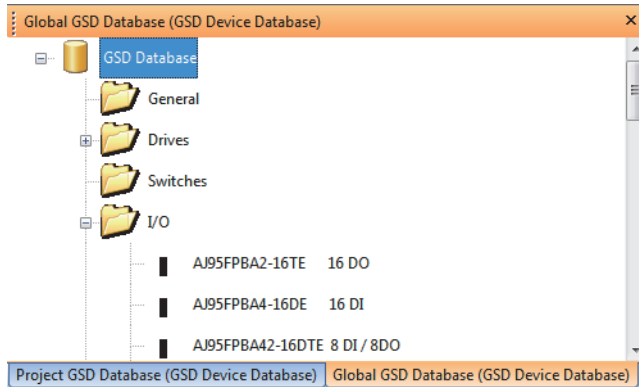 Global GSD Database (GSD Device Database)
GSD Database
General
Drives
Switches
I/O
AJ95FPBA2-16TE 16 DO
AJ95FPBA4-16DE 16 DI
AJ95FPBA42-16DTE 8 DI / 8DO
Project GSD Database (GSD Device Database) Global GSD Database (GSD Device Database)